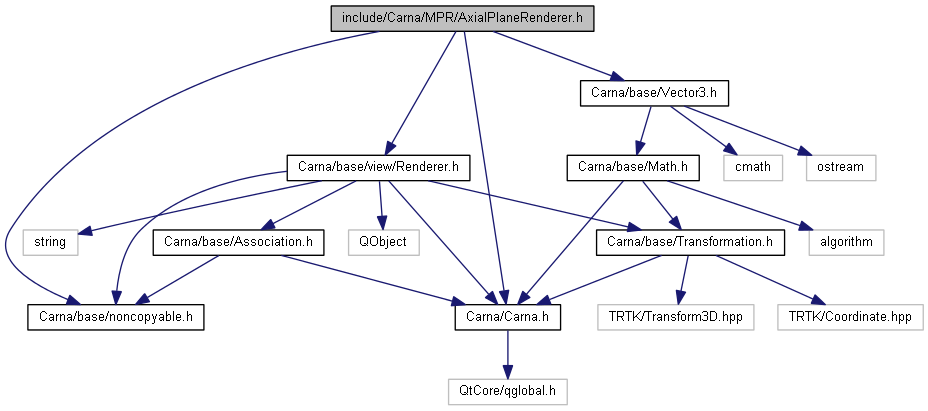 include/Carna/MPR/AxialPlaneRenderer.h
Carna/base/Vector3.h
Carna/base/view/Renderer.h
Carna/base/Math.h
cmath
ostream
string
Carna/base/Association.h
QObject
Carna/base/Transformation.h
algorithm
Carna/base/noncopyable.h
Carna/Carna.h
TRTK/Transform3D.hpp
TRTK/Coordinate.hpp
QtCore/qglobal.h